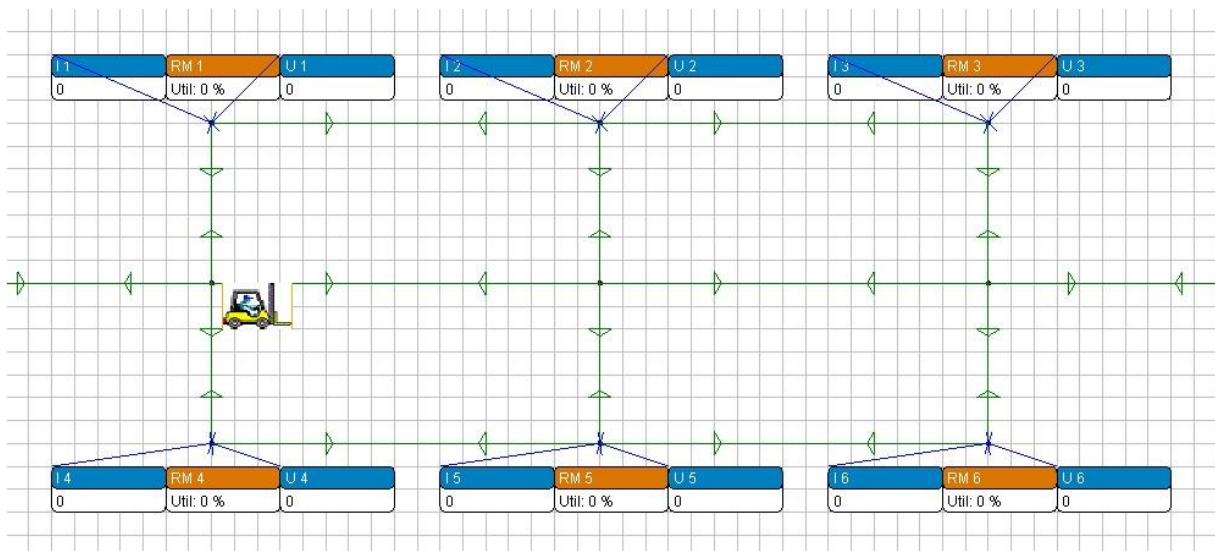 I 1 RM 1 U 1
0 Util: 0 % 0
I 2 RM 2 U 2
0 Util: 0 % 0
I 3 RM 3 U 3
0 Util: 0 % 0
I 4 RM 4 U 4
0 Util: 0 % 0
I 5 RM 5 U 5
0 Util: 0 % 0
I 6 RM 6 U 6
0 Util: 0 % 0